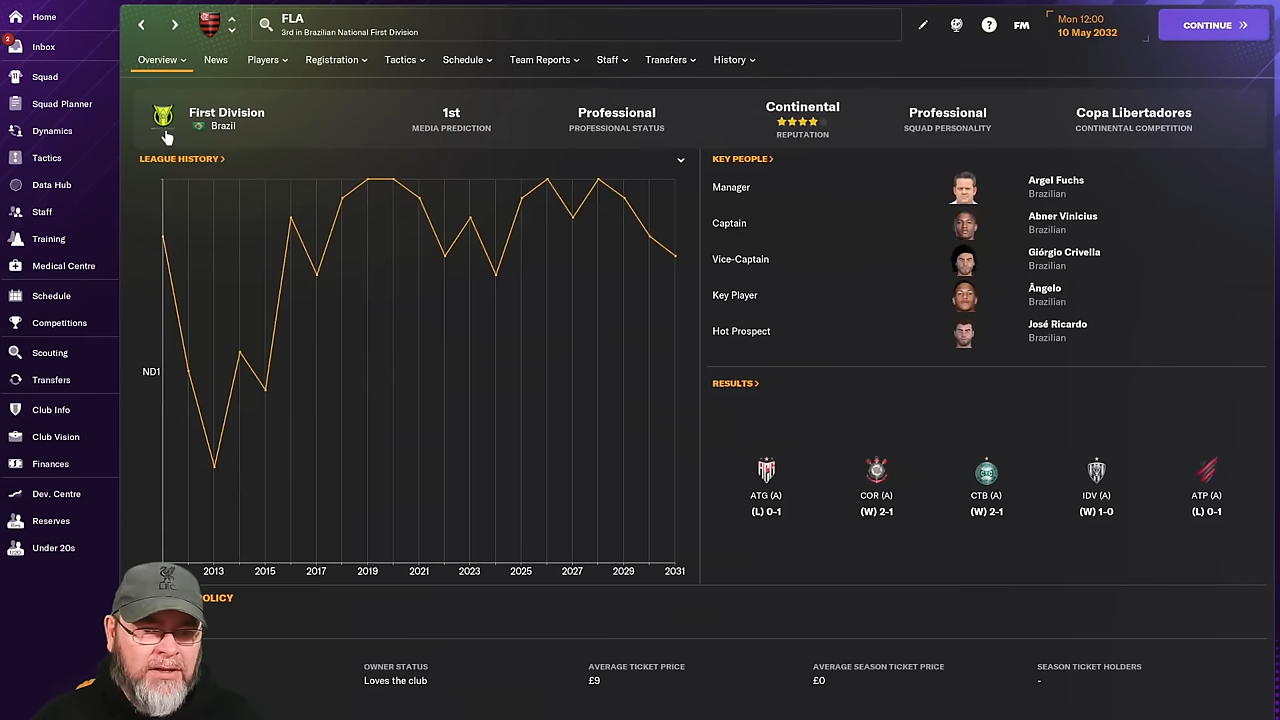 Home
2
Inbox
Squad
Squad Planner
Dynamics
Tactics
Data Hub
Staff
Training
Medical Centre
Schedule
Competitions
Scouting
Transfers
Club Info
Club Vision
Finances
Dev. Centre
Reserves
Under 20s
FLA
3rd in Brazilian National First Division
?
FM
Mon 12:00
10 May 2032
CONTINUE
Overview
News
Players
Registration
Tactics
Schedule
Team Reports
Staff
Transfers
History
First Division
Brazil
1st
MEDIA PREDICTION
Professional
PROFESSIONAL STATUS
Continental
REPUTATION
Professional
SQUAD PERSONALITY
Copa Libertadores
CONTINENTAL COMPETITION
LEAGUE HISTORY
ND1
2013 2015 2017 2019 2021 2023 2025 2027 2029 2031
KEY PEOPLE
Manager
Argel Fuchs
Brazilian
Captain
Abner Vinicius
Brazilian
Vice-Captain
Giórgio Crivella
Brazilian
Key Player
Ângelo
Brazilian
Hot Prospect
José Ricardo
Brazilian
RESULTS
ATG (A) COR (A) CTB (A) IDV (A) ATP (A)
(L) 0-1 (W) 2-1 (W) 2-1 (W) 1-0 (L) 0-1
OWNER STATUS
Loves the club
AVERAGE TICKET PRICE
£9
AVERAGE SEASON TICKET PRICE
£0
SEASON TICKET HOLDERS
-